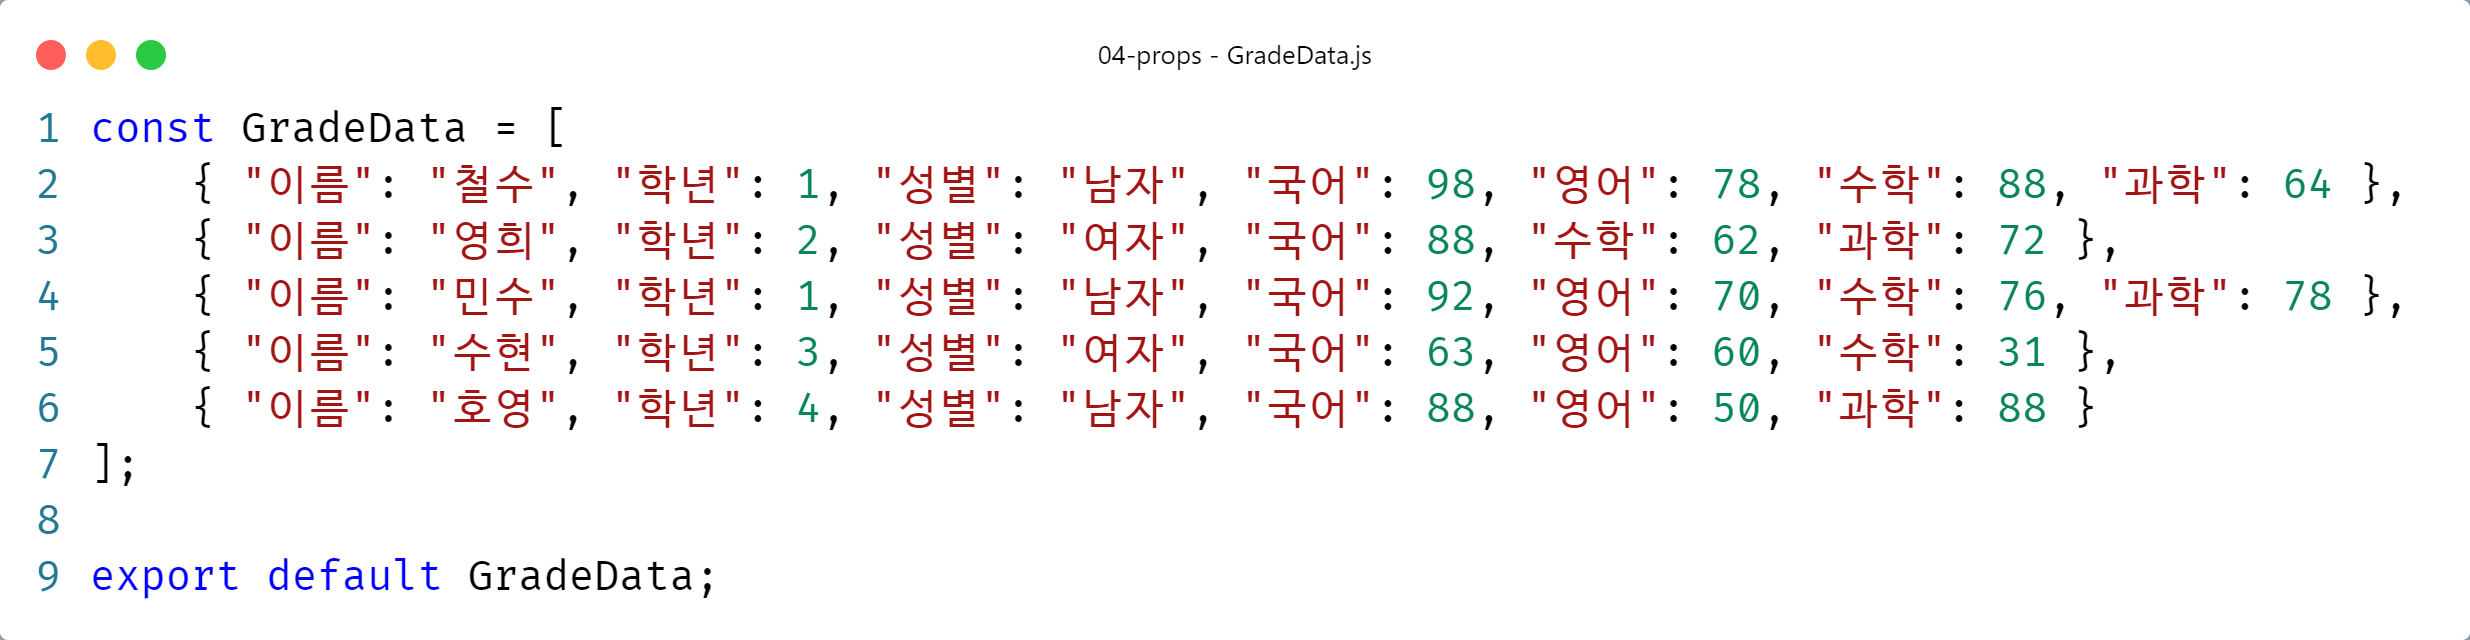 04-props - GradeData.js
1 const GradeData = [
2     { "이름": "철수", "학년": 1, "성별": "남자", "국어": 98, "영어": 78, "수학": 88, "과학": 64 },
3     { "이름": "영희", "학년": 2, "성별": "여자", "국어": 88, "수학": 62, "과학": 72 },
4     { "이름": "민수", "학년": 1, "성별": "남자", "국어": 92, "영어": 70, "수학": 76, "과학": 78 },
5     { "이름": "수현", "학년": 3, "성별": "여자", "국어": 63, "영어": 60, "수학": 31 },
6     { "이름": "호영", "학년": 4, "성별": "남자", "국어": 88, "영어": 50, "과학": 88 }
7 ];
8
9 export default GradeData;